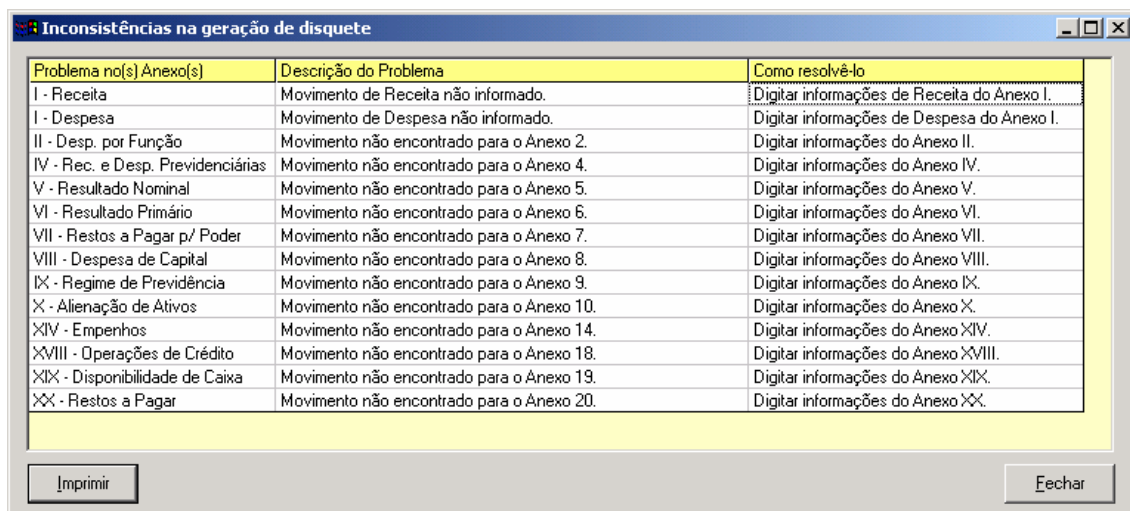 Inconsistências na geração de disquete
Problema no(s) Anexo(s) Descrição do Problema Como resolvê-lo
I - Receita Movimento de Receita não informado. Digitar informações de Receita do Anexo I.
I - Despesa Movimento de Despesa não informado. Digitar informações de Despesa do Anexo I.
II - Desp. por Função Movimento não encontrado para o Anexo 2. Digitar informações do Anexo II.
IV - Rec. e Desp. Previdenciárias Movimento não encontrado para o Anexo 4. Digitar informações do Anexo IV.
V - Resultado Nominal Movimento não encontrado para o Anexo 5. Digitar informações do Anexo V.
VI - Resultado Primário Movimento não encontrado para o Anexo 6. Digitar informações do Anexo VI.
VII - Restos a Pagar p/ Poder Movimento não encontrado para o Anexo 7. Digitar informações do Anexo VII.
VIII - Despesa de Capital Movimento não encontrado para o Anexo 8. Digitar informações do Anexo VIII.
IX - Regime de Previdência Movimento não encontrado para o Anexo 9. Digitar informações do Anexo IX.
X - Alienação de Ativos Movimento não encontrado para o Anexo 10. Digitar informações do Anexo X.
XIV - Empenhos Movimento não encontrado para o Anexo 14. Digitar informações do Anexo XIV.
XVIII - Operações de Crédito Movimento não encontrado para o Anexo 18. Digitar informações do Anexo XVIII.
XIX - Disponibilidade de Caixa Movimento não encontrado para o Anexo 19. Digitar informações do Anexo XIX.
XX - Restos a Pagar Movimento não encontrado para o Anexo 20. Digitar informações do Anexo XX.
Imprimir Fechar